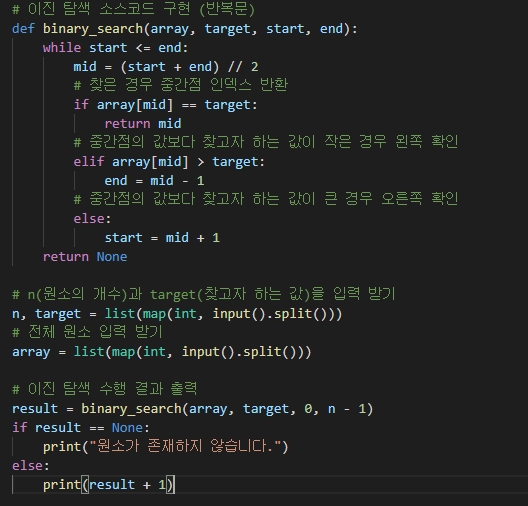 # 이진 탐색 소스코드 구현 (반복문)
def binary_search(array, target, start, end):
    while start <= end:
        mid = (start + end) // 2
        # 찾은 경우 중간점 인덱스 반환
        if array[mid] == target:
            return mid
        # 중간점의 값보다 찾고자 하는 값이 작은 경우 왼쪽 확인
        elif array[mid] > target:
            end = mid - 1
        # 중간점의 값보다 찾고자 하는 값이 큰 경우 오른쪽 확인
        else:
            start = mid + 1
    return None

# n(원소의 개수)과 target(찾고자 하는 값)을 입력 받기
n, target = list(map(int, input().split()))
# 전체 원소 입력 받기
array = list(map(int, input().split()))

# 이진 탐색 수행 결과 출력
result = binary_search(array, target, 0, n - 1)
if result == None:
    print("원소가 존재하지 않습니다.")
else:
    print(result + 1)